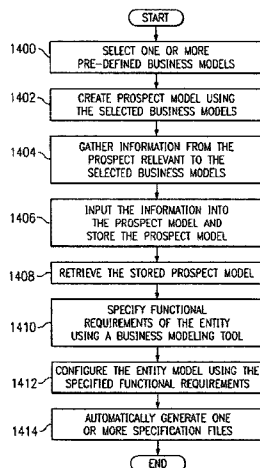 START
1400
SELECT ONE OR MORE
PRE-DEFINED BUSINESS MODELS
1402
CREATE PROSPECT MODEL USING
THE SELECTED BUSINESS MODELS
1404
GATHER INFORMATION FROM THE
PROSPECT RELEVANT TO THE
SELECTED BUSINESS MODELS
1406
INPUT THE INFORMATION INTO
THE PROSPECT MODEL AND
STORE THE PROSPECT MODEL
1408
RETRIEVE THE STORED PROSPECT MODEL
1410
SPECIFY FUNCTIONAL
REQUIREMENTS OF THE ENTITY
USING A BUSINESS MODELING TOOL
1412
CONFIGURE THE ENTITY MODEL USING THE
SPECIFIED FUNCTIONAL REQUIREMENTS
1414
AUTOMATICALLY GENERATE ONE
OR MORE SPECIFICATION FILES
END